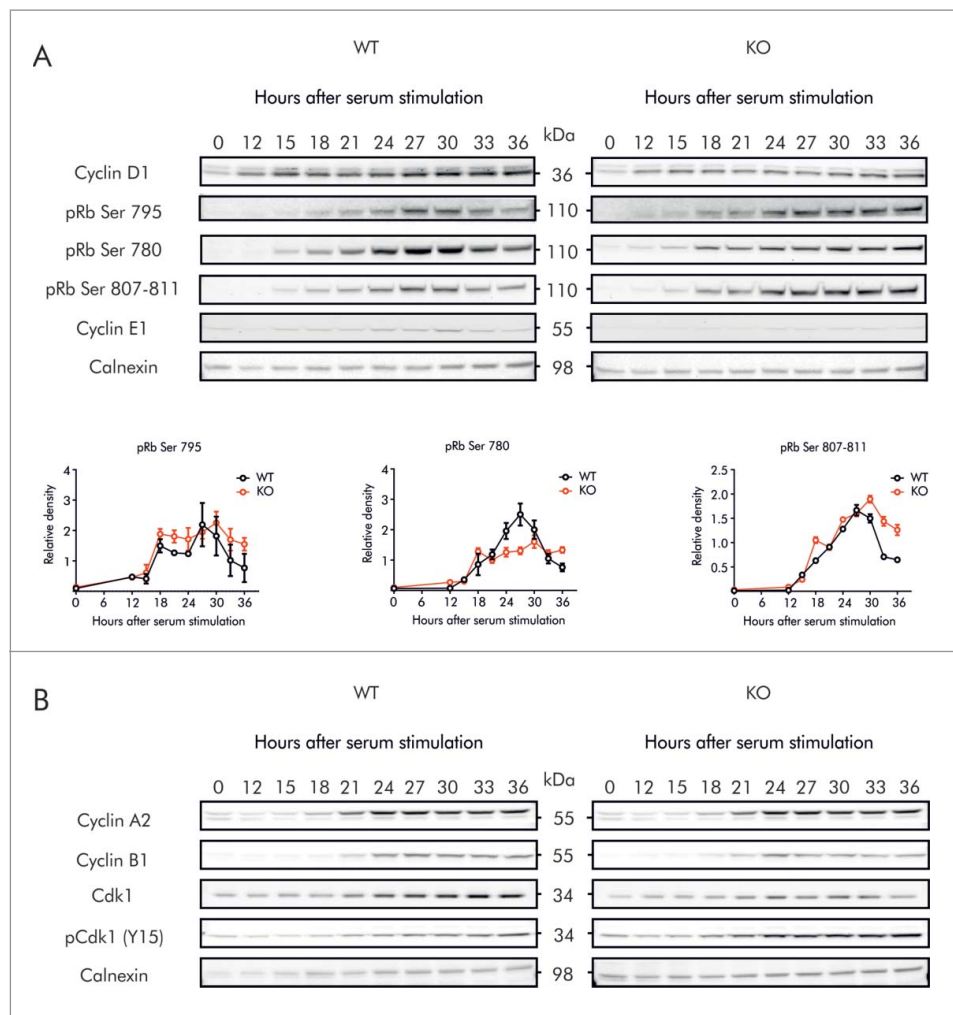 A
WT
KO
Hours after serum stimulation
Hours after serum stimulation
0 12 15 18 21 24 27 30 33 36
kDa
0 12 15 18 21 24 27 30 33 36
Cyclin D1
36
pRb Ser 795
110
pRb Ser 780
110
pRb Ser 807-811
110
Cyclin E1
55
Calnexin
98
pRb Ser 795
WT
KO
Relative density
4
3
2
1
0 6 12 18 24 30 36
Hours after serum stimulation
pRb Ser 780
WT
KO
Relative density
4
3
2
1
0 6 12 18 24 30 36
Hours after serum stimulation
pRb Ser 807-811
WT
KO
Relative density
2.5
2.0
1.5
1.0
0.5
0 6 12 18 24 30 36
Hours after serum stimulation
B
WT
KO
Hours after serum stimulation
Hours after serum stimulation
0 12 15 18 21 24 27 30 33 36
kDa
0 12 15 18 21 24 27 30 33 36
Cyclin A2
55
Cyclin B1
55
Cdk1
34
pCdk1 (Y15)
34
Calnexin
98